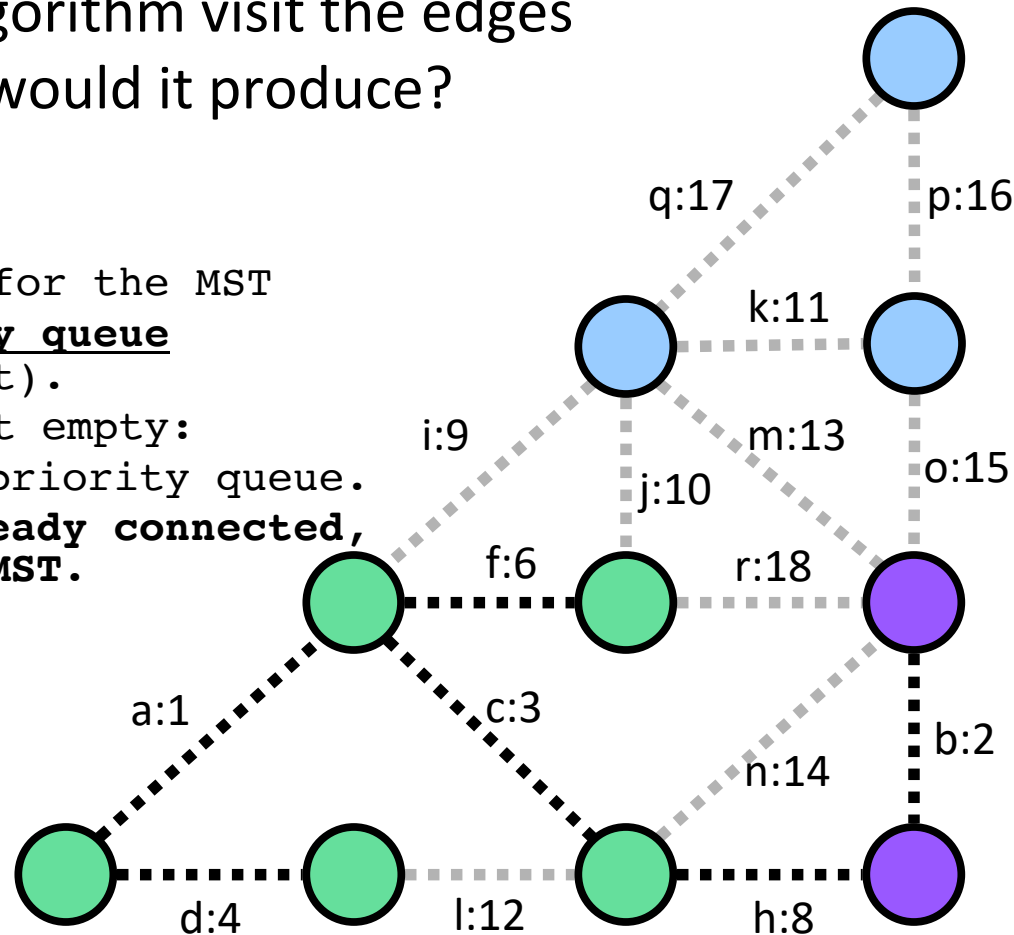 gorithm visit the edges
would it produce?
for the MST
y queue
t).
t empty:
priority queue.
eady connected,
MST.
q:17
p:16
k:11
i:9
m:13
j:10
o:15
f:6
r:18
a:1
c:3
b:2
n:14
d:4
l:12
h:8